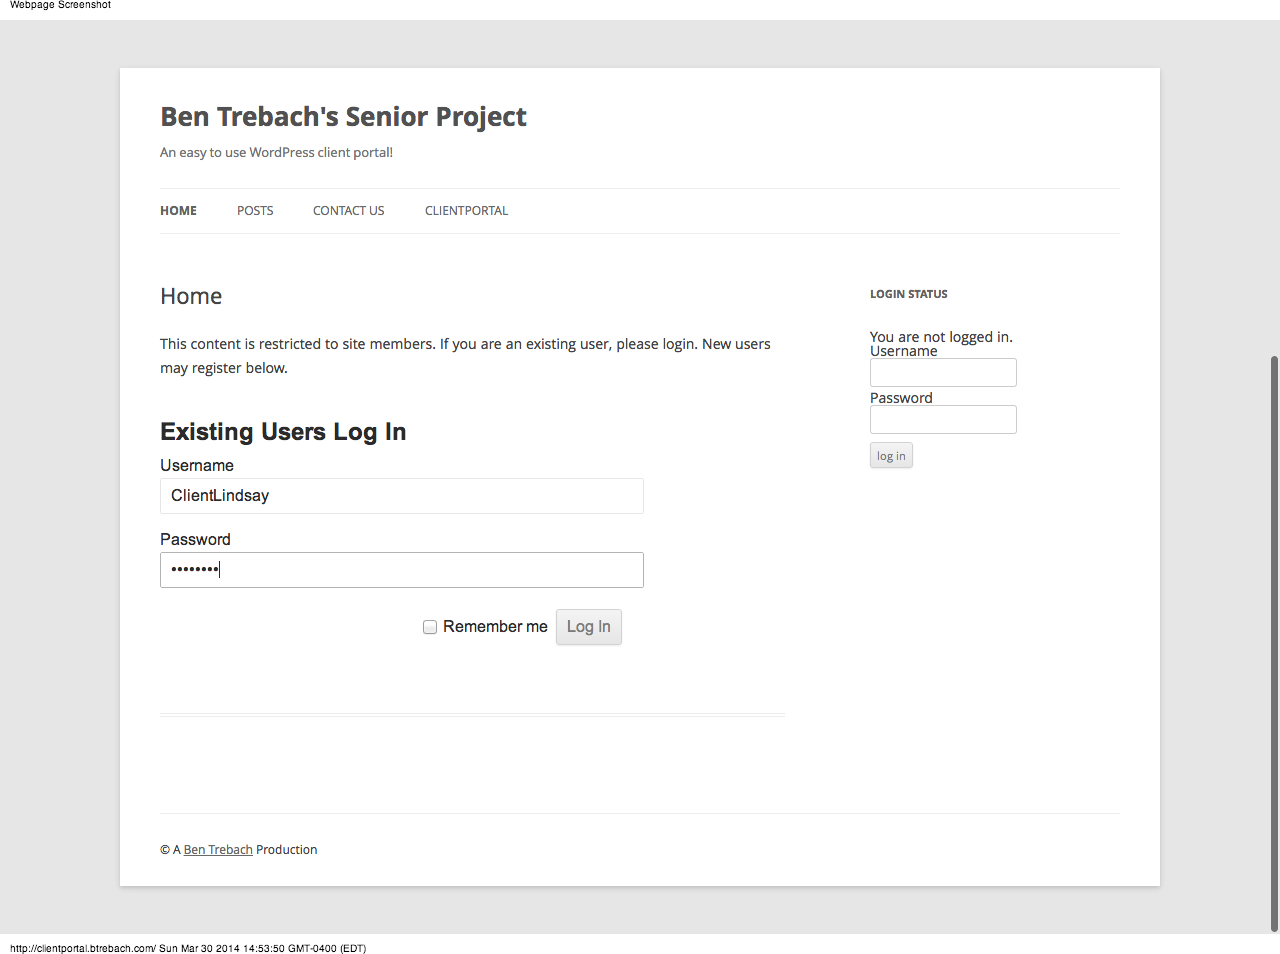 Webpage Screenshot
Ben Trebach's Senior Project
An easy to use WordPress client portal!
HOME POSTS CONTACT US CLIENTPORTAL
Home
This content is restricted to site members. If you are an existing user, please login. New users
may register below.
Existing Users Log In
Username
ClientLindsay
Password
••••••••
Remember me Log In
LOGIN STATUS
You are not logged in.
Username
Password
log in
© A Ben Trebach Production
http://clientportal.btrebach.com/ Sun Mar 30 2014 14:53:50 GMT-0400 (EDT)